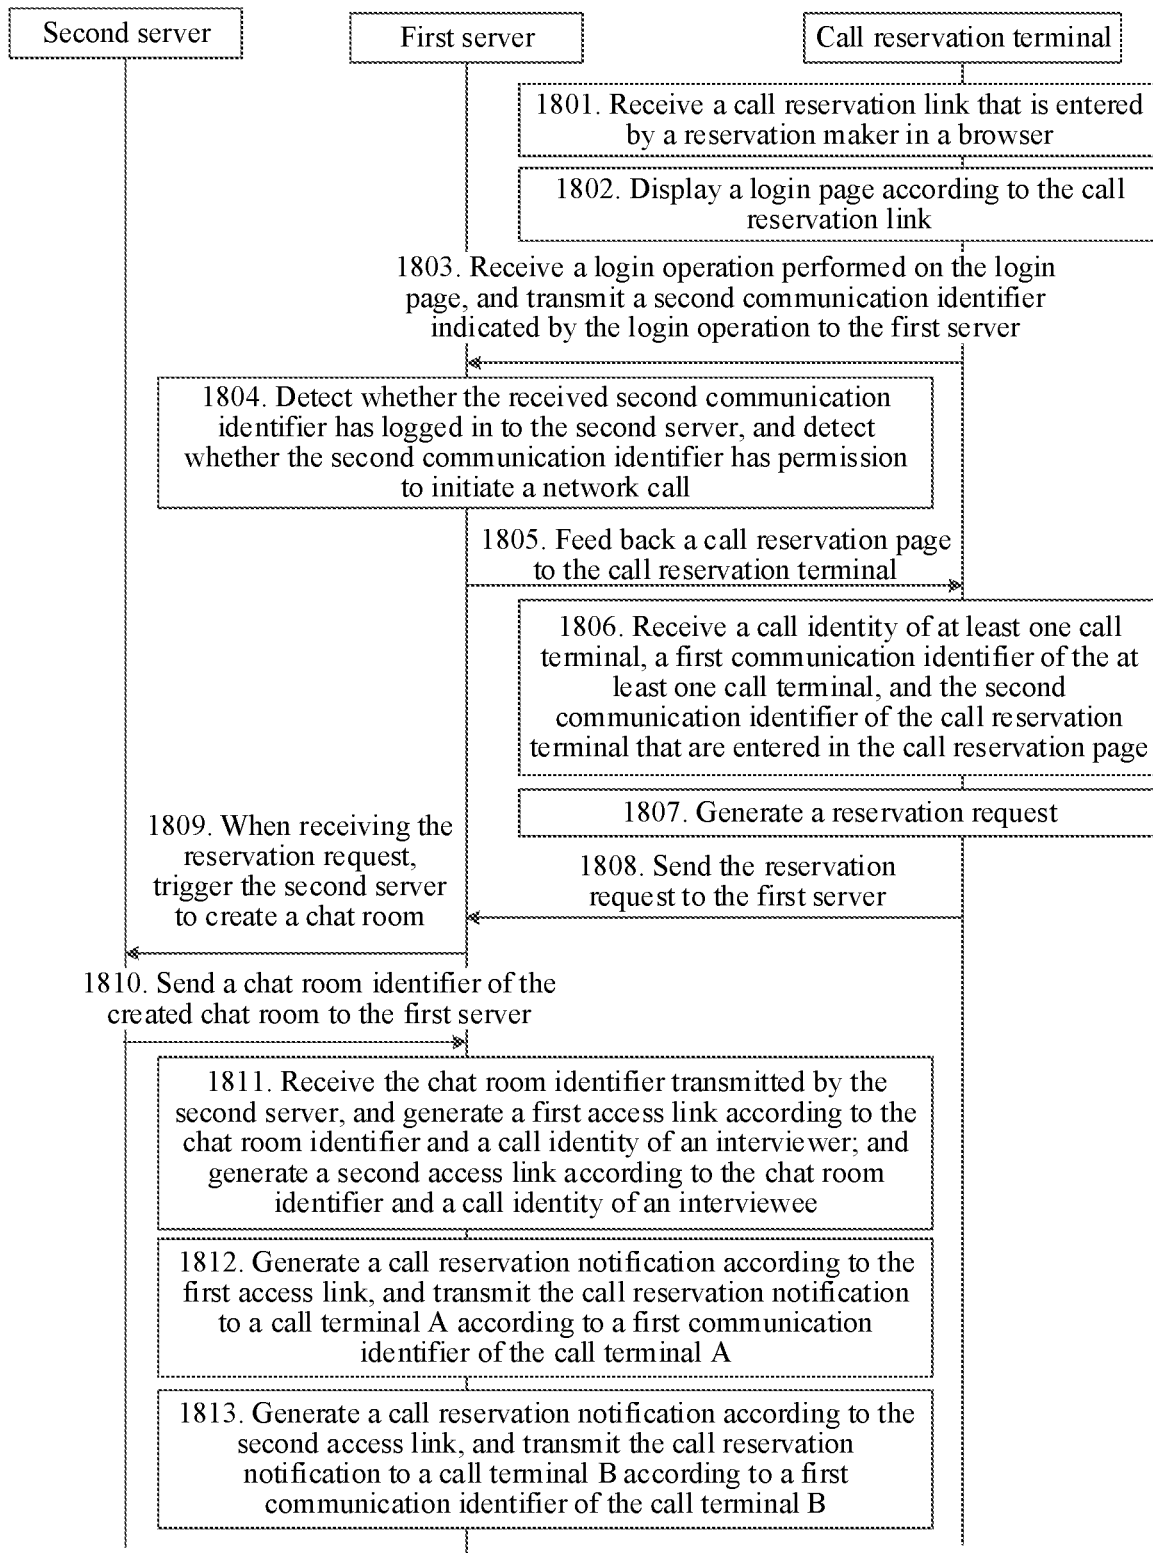 Second server
First server
Call reservation terminal
1801. Receive a call reservation link that is entered
by a reservation maker in a browser
1802. Display a login page according to the call
reservation link
1803. Receive a login operation performed on the login
page, and transmit a second communication identifier
indicated by the login operation to the first server
1804. Detect whether the received second communication
identifier has logged in to the second server, and detect
whether the second communication identifier has permission
to initiate a network call
1805. Feed back a call reservation page
to the call reservation terminal
1806. Receive a call identity of at least one call
terminal, a first communication identifier of the at
least one call terminal, and the second
communication identifier of the call reservation
terminal that are entered in the call reservation page
1807. Generate a reservation request
1808. Send the reservation
request to the first server
1809. When receiving the
reservation request,
trigger the second server
to create a chat room
1810. Send a chat room identifier of the
created chat room to the first server
1811. Receive the chat room identifier transmitted by the
second server, and generate a first access link according to the
chat room identifier and a call identity of an interviewer; and
generate a second access link according to the chat room
identifier and a call identity of an interviewee
1812. Generate a call reservation notification according to the
first access link, and transmit the call reservation notification
to a call terminal A according to a first communication
identifier of the call terminal A
1813. Generate a call reservation notification according to the
second access link, and transmit the call reservation
notification to a call terminal B according to a first
communication identifier of the call terminal B